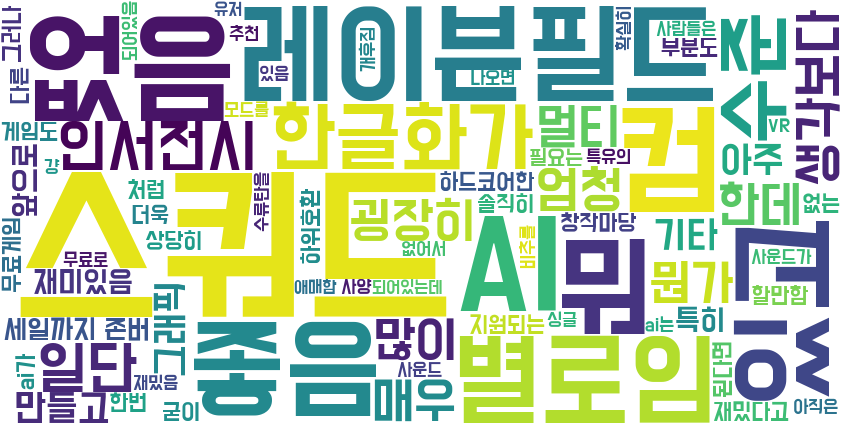 없음
레이븐필드
유저
추천
되어있음
그러나
다른
개후짐
있음
나오면
확실히
사람들은
부분도
수준
생각보다
게임도
모드를
인서전시
한글화가
멀티
컴
VR
아주
앞으로
강
처럼
더욱
상당히
수류탄을
스쿼드
하위호환
굉장히
하드코어한
솔직히
필요는
특유의
엄청
창작마당
한데
없는
기타
무료게임
무료로
재미있음
없어서
애매함
사양
되어있는데
AI
비추를
뭐
뭔가
있고
사운드가
할만함
세일까지 존버
그래픽
좋음
많이
지원되는
싱글
ai는
특히
ai가
일단
재밌음
사운드
매우
별로임
된다면
만들고
한번
굳이
재밌다고
아직은